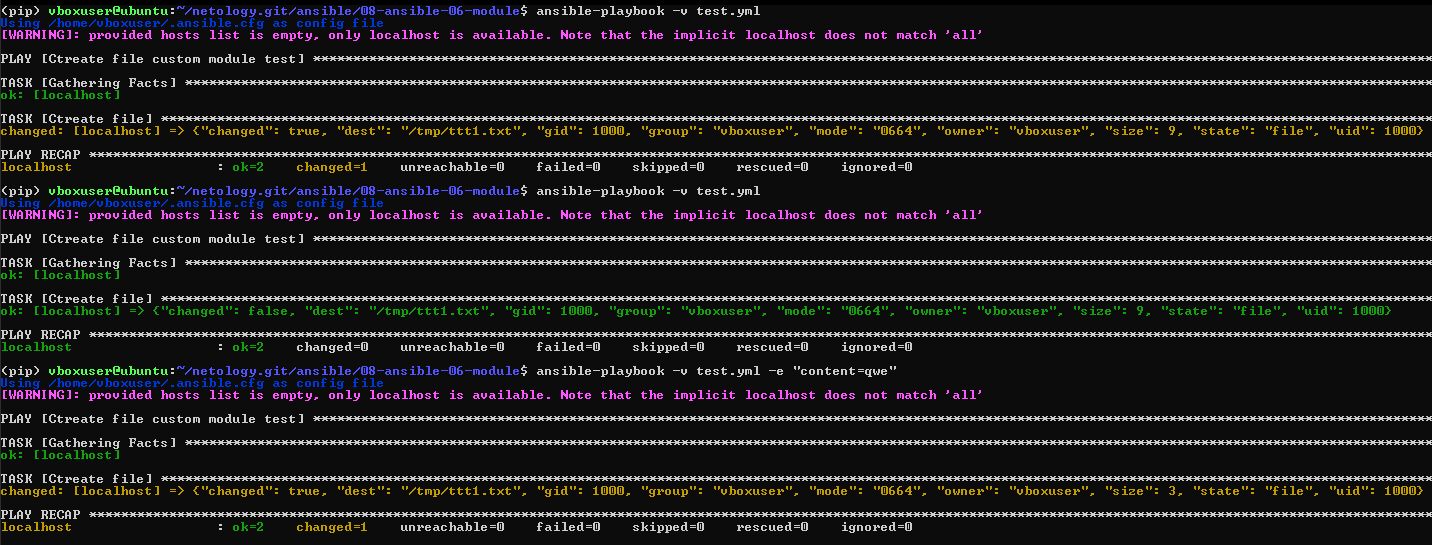 (pip) vboxuser@ubuntu:~/netology.git/ansible/08-ansible-06-module$ ansible-playbook -v test.yml
Using /home/vboxuser/.ansible.cfg as config file
[WARNING]: provided hosts list is empty, only localhost is available. Note that the implicit localhost does not match 'all'
PLAY [Ctreate file custom module test] ********************************************************************************************************************************************
TASK [Gathering Facts] ************************************************************************************************************************************************************
ok: [localhost]
TASK [Ctreate file] ***************************************************************************************************************************************************************
changed: [localhost] => {"changed": true, "dest": "/tmp/ttt1.txt", "gid": 1000, "group": "vboxuser", "mode": "0664", "owner": "vboxuser", "size": 9, "state": "file", "uid": 1000}
PLAY RECAP ************************************************************************************************************************************************************************
localhost                  : ok=2    changed=1    unreachable=0    failed=0    skipped=0    rescued=0    ignored=0
(pip) vboxuser@ubuntu:~/netology.git/ansible/08-ansible-06-module$ ansible-playbook -v test.yml
Using /home/vboxuser/.ansible.cfg as config file
[WARNING]: provided hosts list is empty, only localhost is available. Note that the implicit localhost does not match 'all'
PLAY [Ctreate file custom module test] ********************************************************************************************************************************************
TASK [Gathering Facts] ************************************************************************************************************************************************************
ok: [localhost]
TASK [Ctreate file] ***************************************************************************************************************************************************************
ok: [localhost] => {"changed": false, "dest": "/tmp/ttt1.txt", "gid": 1000, "group": "vboxuser", "mode": "0664", "owner": "vboxuser", "size": 9, "state": "file", "uid": 1000}
PLAY RECAP ************************************************************************************************************************************************************************
localhost                  : ok=2    changed=0    unreachable=0    failed=0    skipped=0    rescued=0    ignored=0
(pip) vboxuser@ubuntu:~/netology.git/ansible/08-ansible-06-module$ ansible-playbook -v test.yml -e "content=qwe"
Using /home/vboxuser/.ansible.cfg as config file
[WARNING]: provided hosts list is empty, only localhost is available. Note that the implicit localhost does not match 'all'
PLAY [Ctreate file custom module test] ********************************************************************************************************************************************
TASK [Gathering Facts] ************************************************************************************************************************************************************
ok: [localhost]
TASK [Ctreate file] ***************************************************************************************************************************************************************
changed: [localhost] => {"changed": true, "dest": "/tmp/ttt1.txt", "gid": 1000, "group": "vboxuser", "mode": "0664", "owner": "vboxuser", "size": 3, "state": "file", "uid": 1000}
PLAY RECAP ************************************************************************************************************************************************************************
localhost                  : ok=2    changed=1    unreachable=0    failed=0    skipped=0    rescued=0    ignored=0